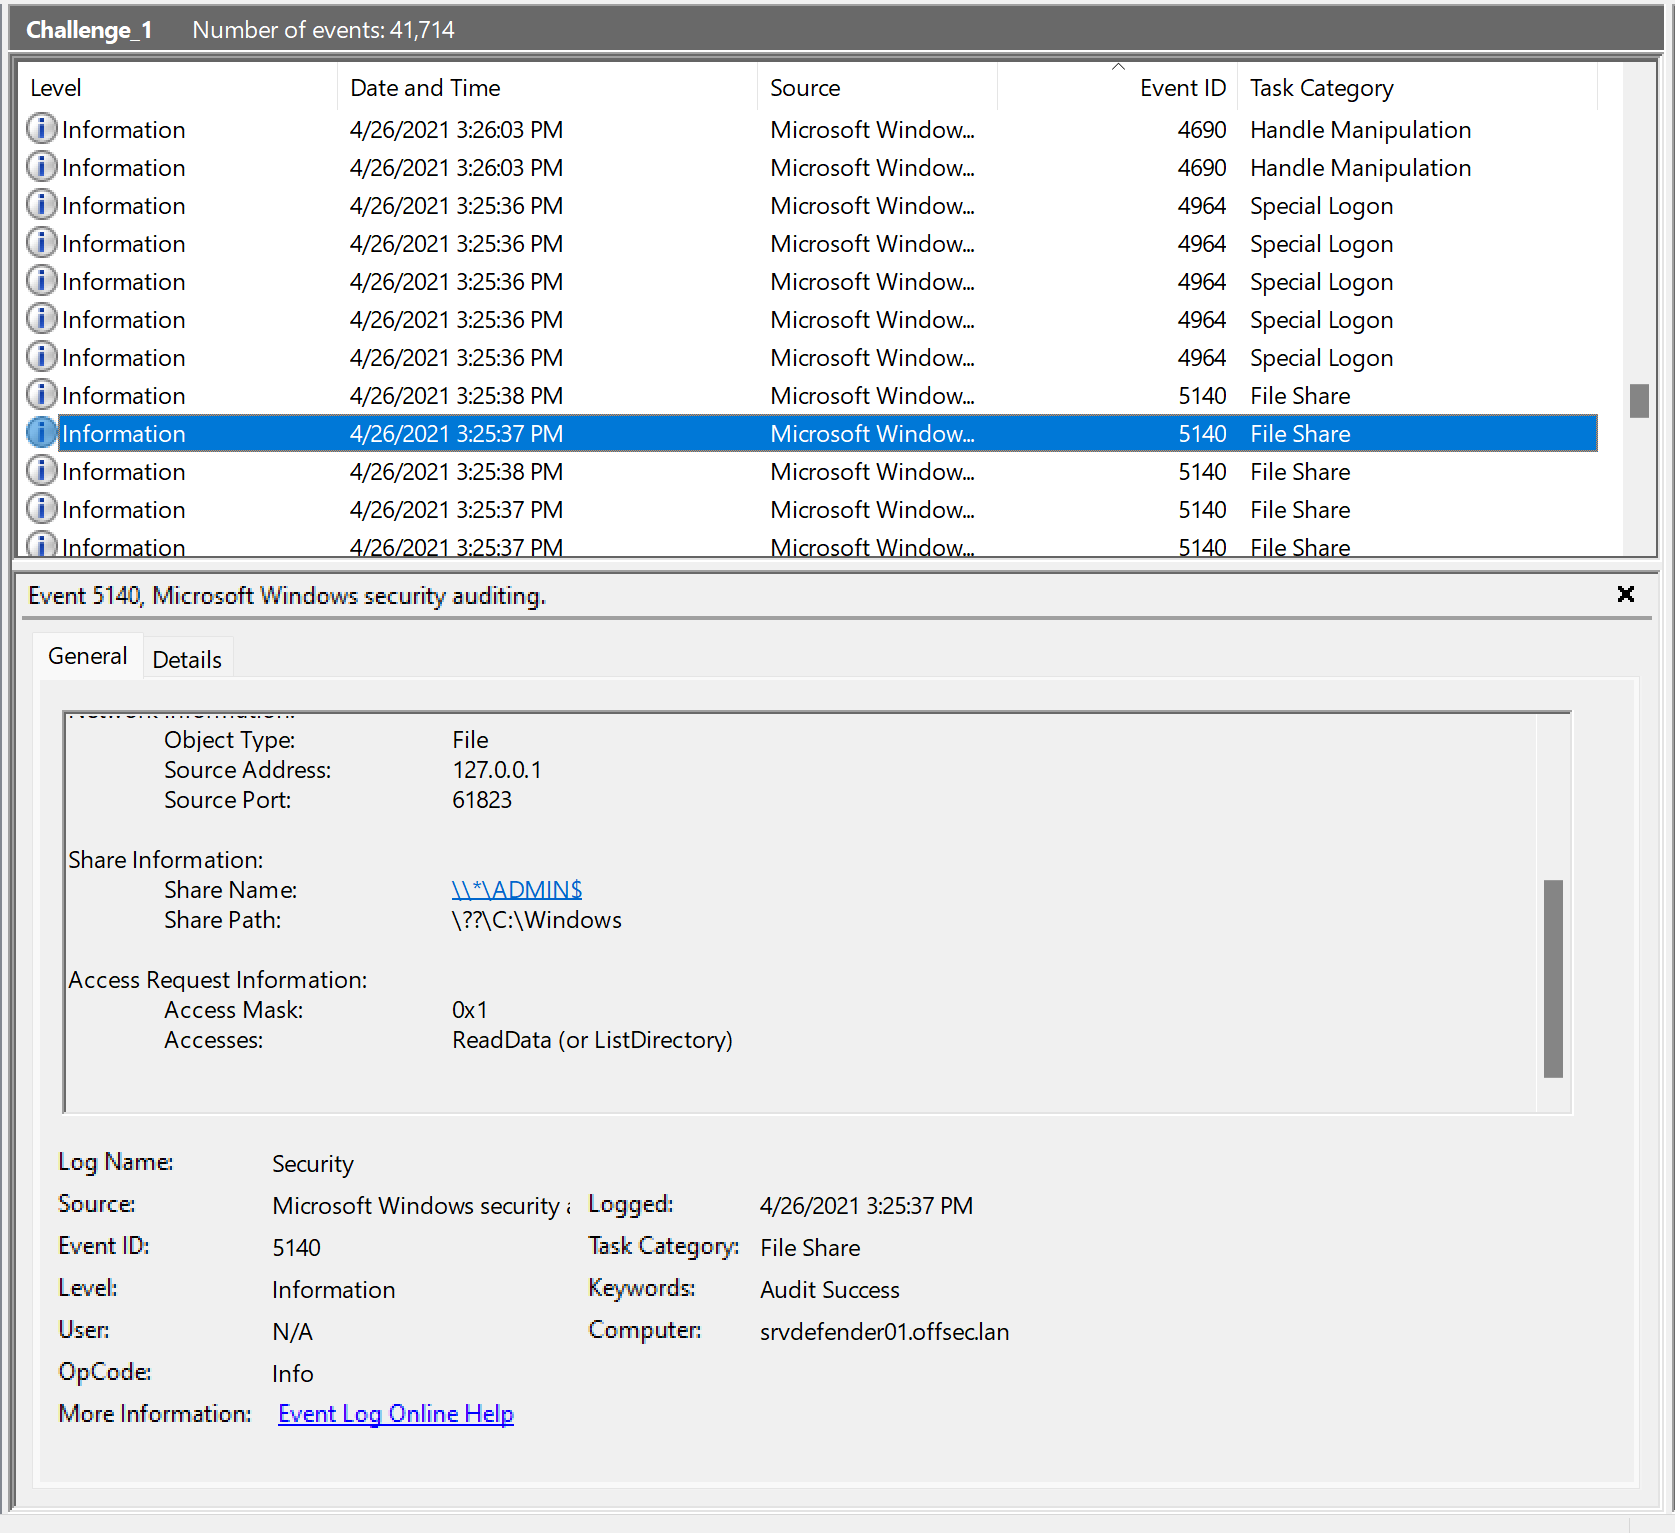 Challenge_1 Number of events: 41,714
Level Date and Time Source Event ID Task Category
Information 4/26/2021 3:26:03 PM Microsoft Window... 4690 Handle Manipulation
Information 4/26/2021 3:26:03 PM Microsoft Window... 4690 Handle Manipulation
Information 4/26/2021 3:25:36 PM Microsoft Window... 4964 Special Logon
Information 4/26/2021 3:25:36 PM Microsoft Window... 4964 Special Logon
Information 4/26/2021 3:25:36 PM Microsoft Window... 4964 Special Logon
Information 4/26/2021 3:25:36 PM Microsoft Window... 4964 Special Logon
Information 4/26/2021 3:25:36 PM Microsoft Window... 4964 Special Logon
Information 4/26/2021 3:25:38 PM Microsoft Window... 5140 File Share
Information 4/26/2021 3:25:37 PM Microsoft Window... 5140 File Share
Information 4/26/2021 3:25:38 PM Microsoft Window... 5140 File Share
Information 4/26/2021 3:25:37 PM Microsoft Window... 5140 File Share
Information 4/26/2021 3:25:37 PM Microsoft Window... 5140 File Share
Event 5140, Microsoft Windows security auditing.
General Details
Network Information:
Object Type: File
Source Address: 127.0.0.1
Source Port: 61823
Share Information:
Share Name: \\*\ADMIN$
Share Path: \??\C:\Windows
Access Request Information:
Access Mask: 0x1
Accesses: ReadData (or ListDirectory)
Log Name: Security
Source: Microsoft Windows security Logged: 4/26/2021 3:25:37 PM
Event ID: 5140 Task Category: File Share
Level: Information Keywords: Audit Success
User: N/A Computer: srvdefender01.offsec.lan
OpCode: Info
More Information: Event Log Online Help